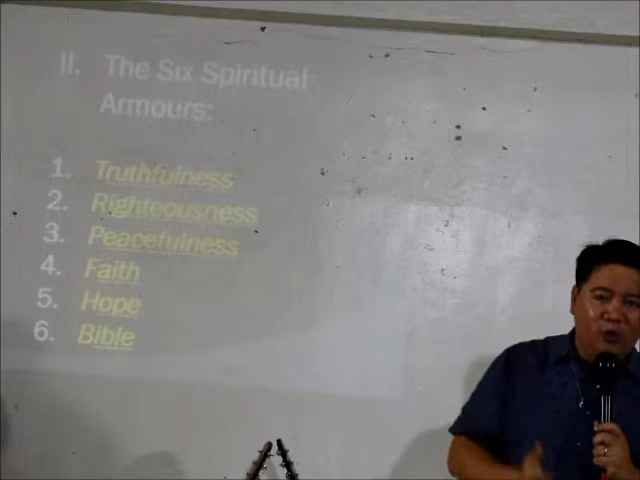 II. The Six Spiritual
Armours:
1. Truthfulness
2. Righteousness
3. Peacefulness
4. Faith
5. Hope
6. Bible